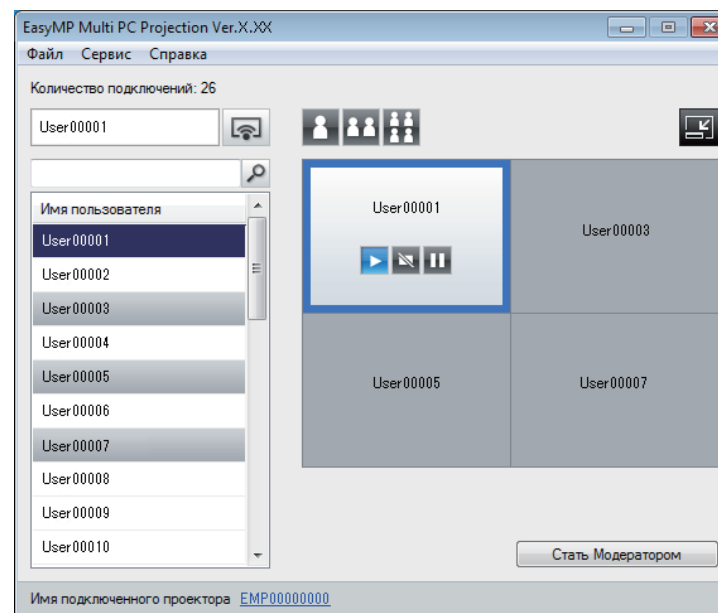 EasyMP Multi PC Projection Ver.X.XX
Файл Сервис Справка
Количество подключений: 26
User00001
Имя пользователя
User00001
User00002
User00003
User00004
User00005
User00006
User00007
User00008
User00009
User00010
User00001
User00003
User00005
User00007
Стать Модератором
Имя подключенного проектора EMP00000000